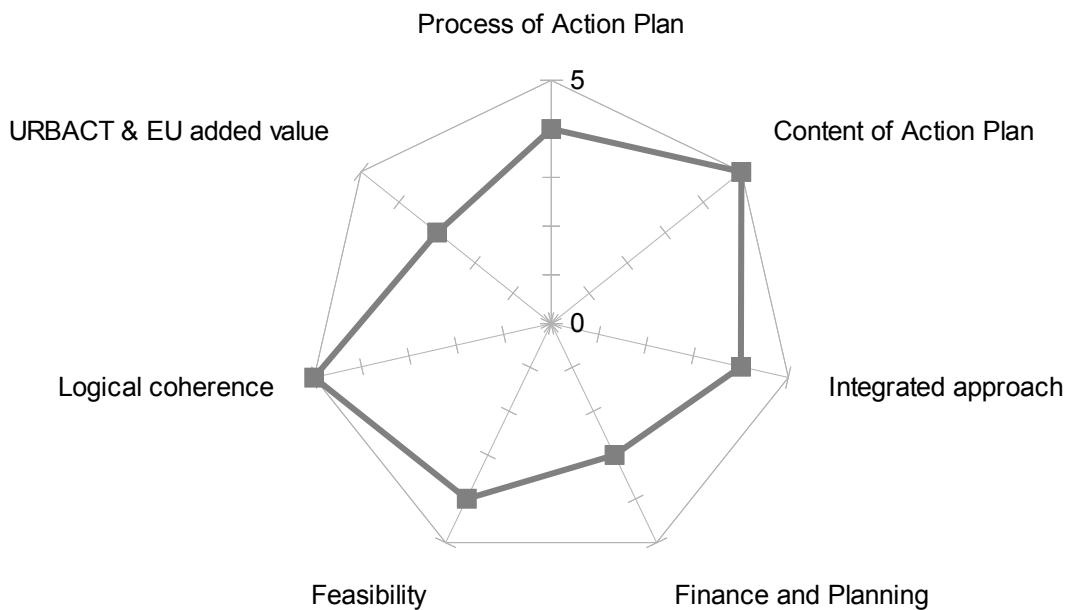 Process of Action Plan
5
URBACT & EU added value
Content of Action Plan
0
Logical coherence
Integrated approach
Feasibility
Finance and Planning